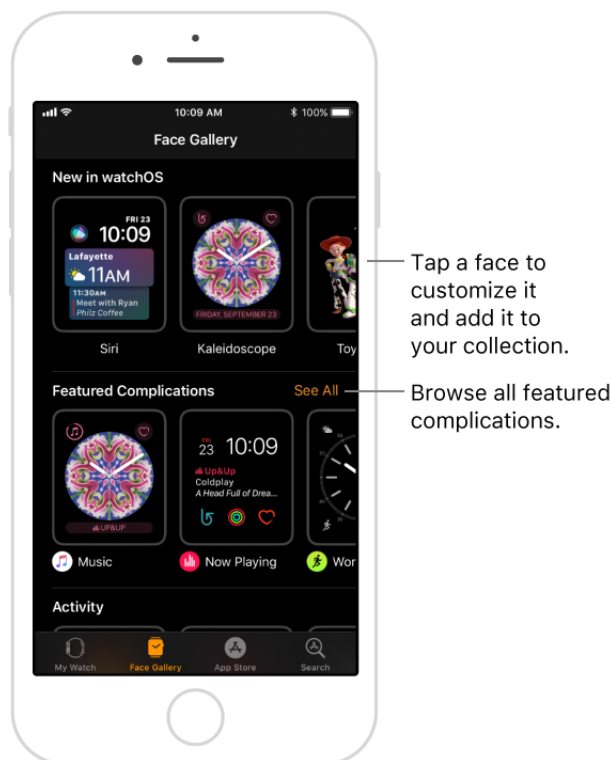 10:09 AM
100%
Face Gallery
New in watchOS
FRI 23
10:09
Lafayette
11AM
11:30AM
Meet with Ryan
Philz Coffee
FRIDAY, SEPTEMBER 23
Siri
Kaleidoscope
Toy
Tap a face to
customize it
and add it to
your collection.
Featured Complications
See All
Browse all featured
complications.
UP&UP
FRI
23
10:09
Up&Up
Coldplay
A Head Full of Drea...
Music
Now Playing
Wor
Activity
My Watch
Face Gallery
App Store
Search